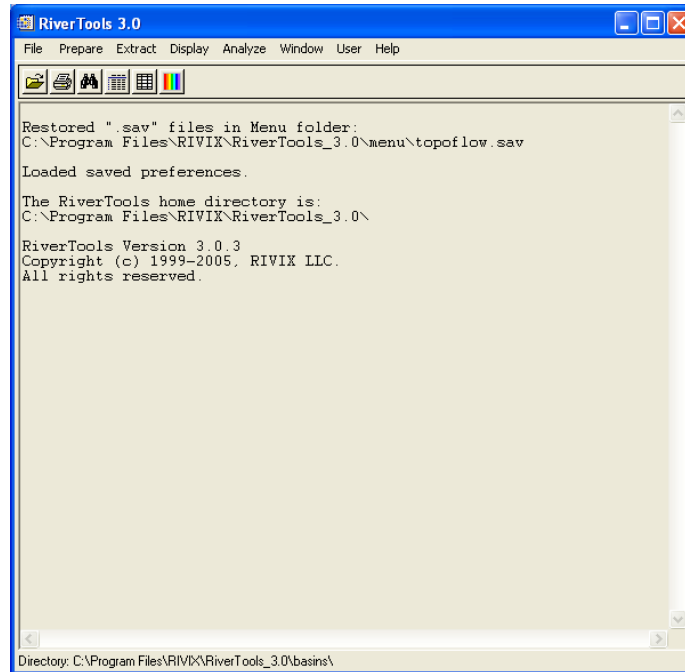 RiverTools 3.0
File Prepare Extract Display Analyze Window User Help
Restored ".sav" files in Menu folder:
C:\Program Files\RIVIX\RiverTools_3.0\menu\topoflow.sav
Loaded saved preferences.
The RiverTools home directory is:
C:\Program Files\RIVIX\RiverTools_3.0\
RiverTools Version 3.0.3
Copyright (c) 1999-2005, RIVIX LLC.
All rights reserved.
Directory: C:\Program Files\RIVIX\RiverTools_3.0\basins\